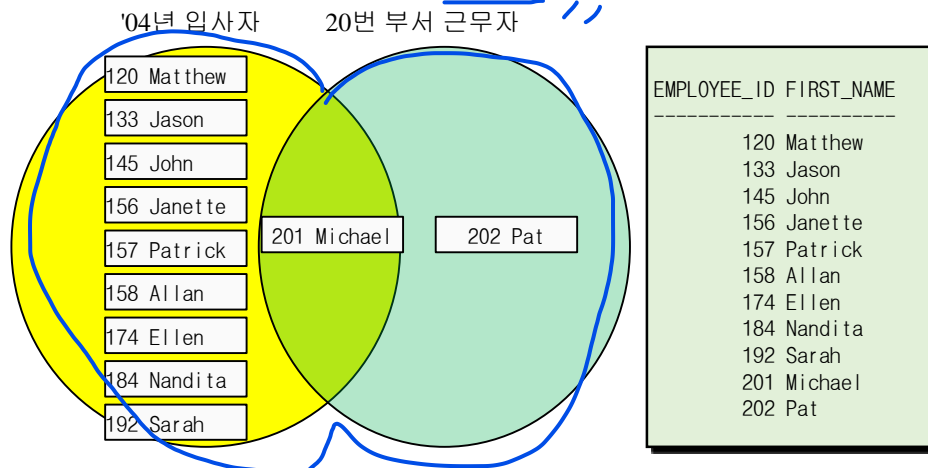 '04년 입사자 20번 부서 근무자
120 Matthew
133 Jason
145 John
156 Janette
157 Patrick
158 Allan
174 Ellen
184 Nandita
192 Sarah
201 Michael
202 Pat
EMPLOYEE_ID FIRST_NAME
----------- ----------
120 Matthew
133 Jason
145 John
156 Janette
157 Patrick
158 Allan
174 Ellen
184 Nandita
192 Sarah
201 Michael
202 Pat